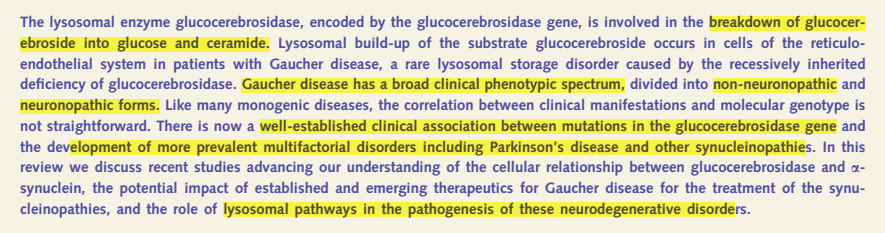 The lysosomal enzyme glucocerebrosidase, encoded by the glucocerebrosidase gene, is involved in the breakdown of glucocer-
ebroside into glucose and ceramide. Lysosomal build-up of the substrate glucocerebroside occurs in cells of the reticulo-
endothelial system in patients with Gaucher disease, a rare lysosomal storage disorder caused by the recessively inherited
deficiency of glucocerebrosidase. Gaucher disease has a broad clinical phenotypic spectrum, divided into non-neuronopathic and
neuronopathic forms. Like many monogenic diseases, the correlation between clinical manifestations and molecular genotype is
not straightforward. There is now a well-established clinical association between mutations in the glucocerebrosidase gene and
the development of more prevalent multifactorial disorders including Parkinson's disease and other synucleinopathies. In this
review we discuss recent studies advancing our understanding of the cellular relationship between glucocerebrosidase and α-
synuclein, the potential impact of established and emerging therapeutics for Gaucher disease for the treatment of the synu-
cleinopathies, and the role of lysosomal pathways in the pathogenesis of these neurodegenerative disorders.